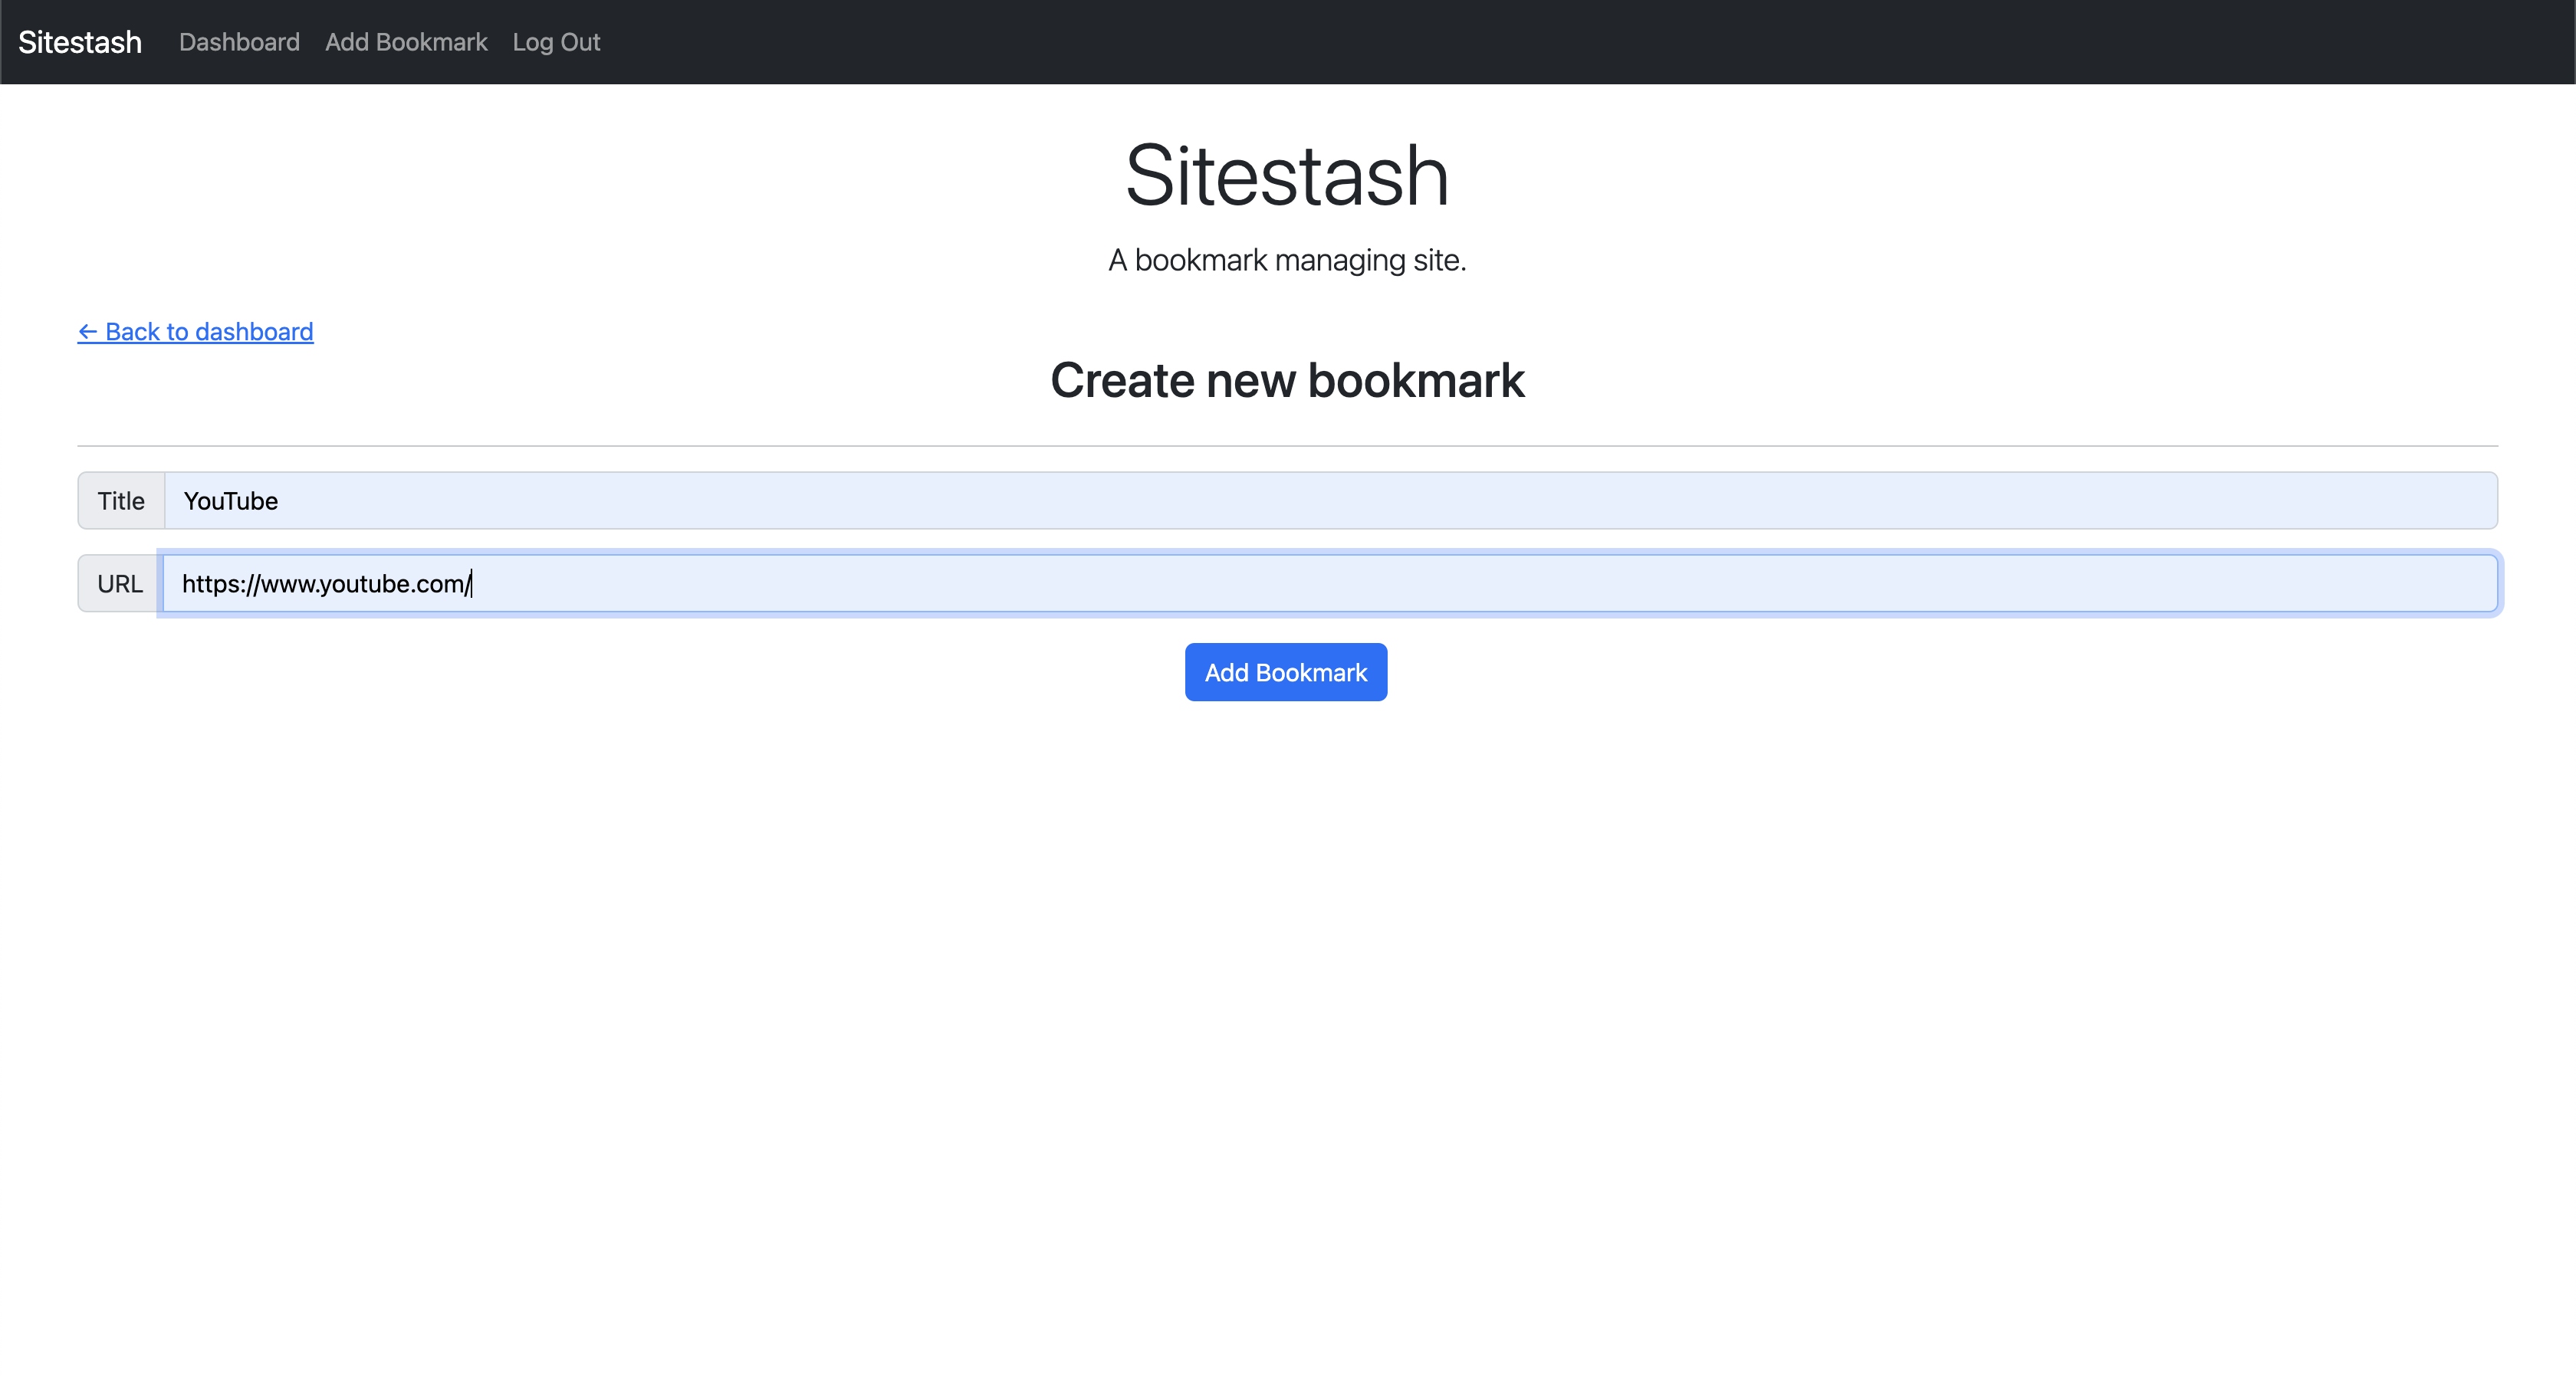 Sitestash Dashboard Add Bookmark Log Out
Sitestash
A bookmark managing site.
← Back to dashboard
Create new bookmark
Title YouTube
URL https://www.youtube.com/
Add Bookmark